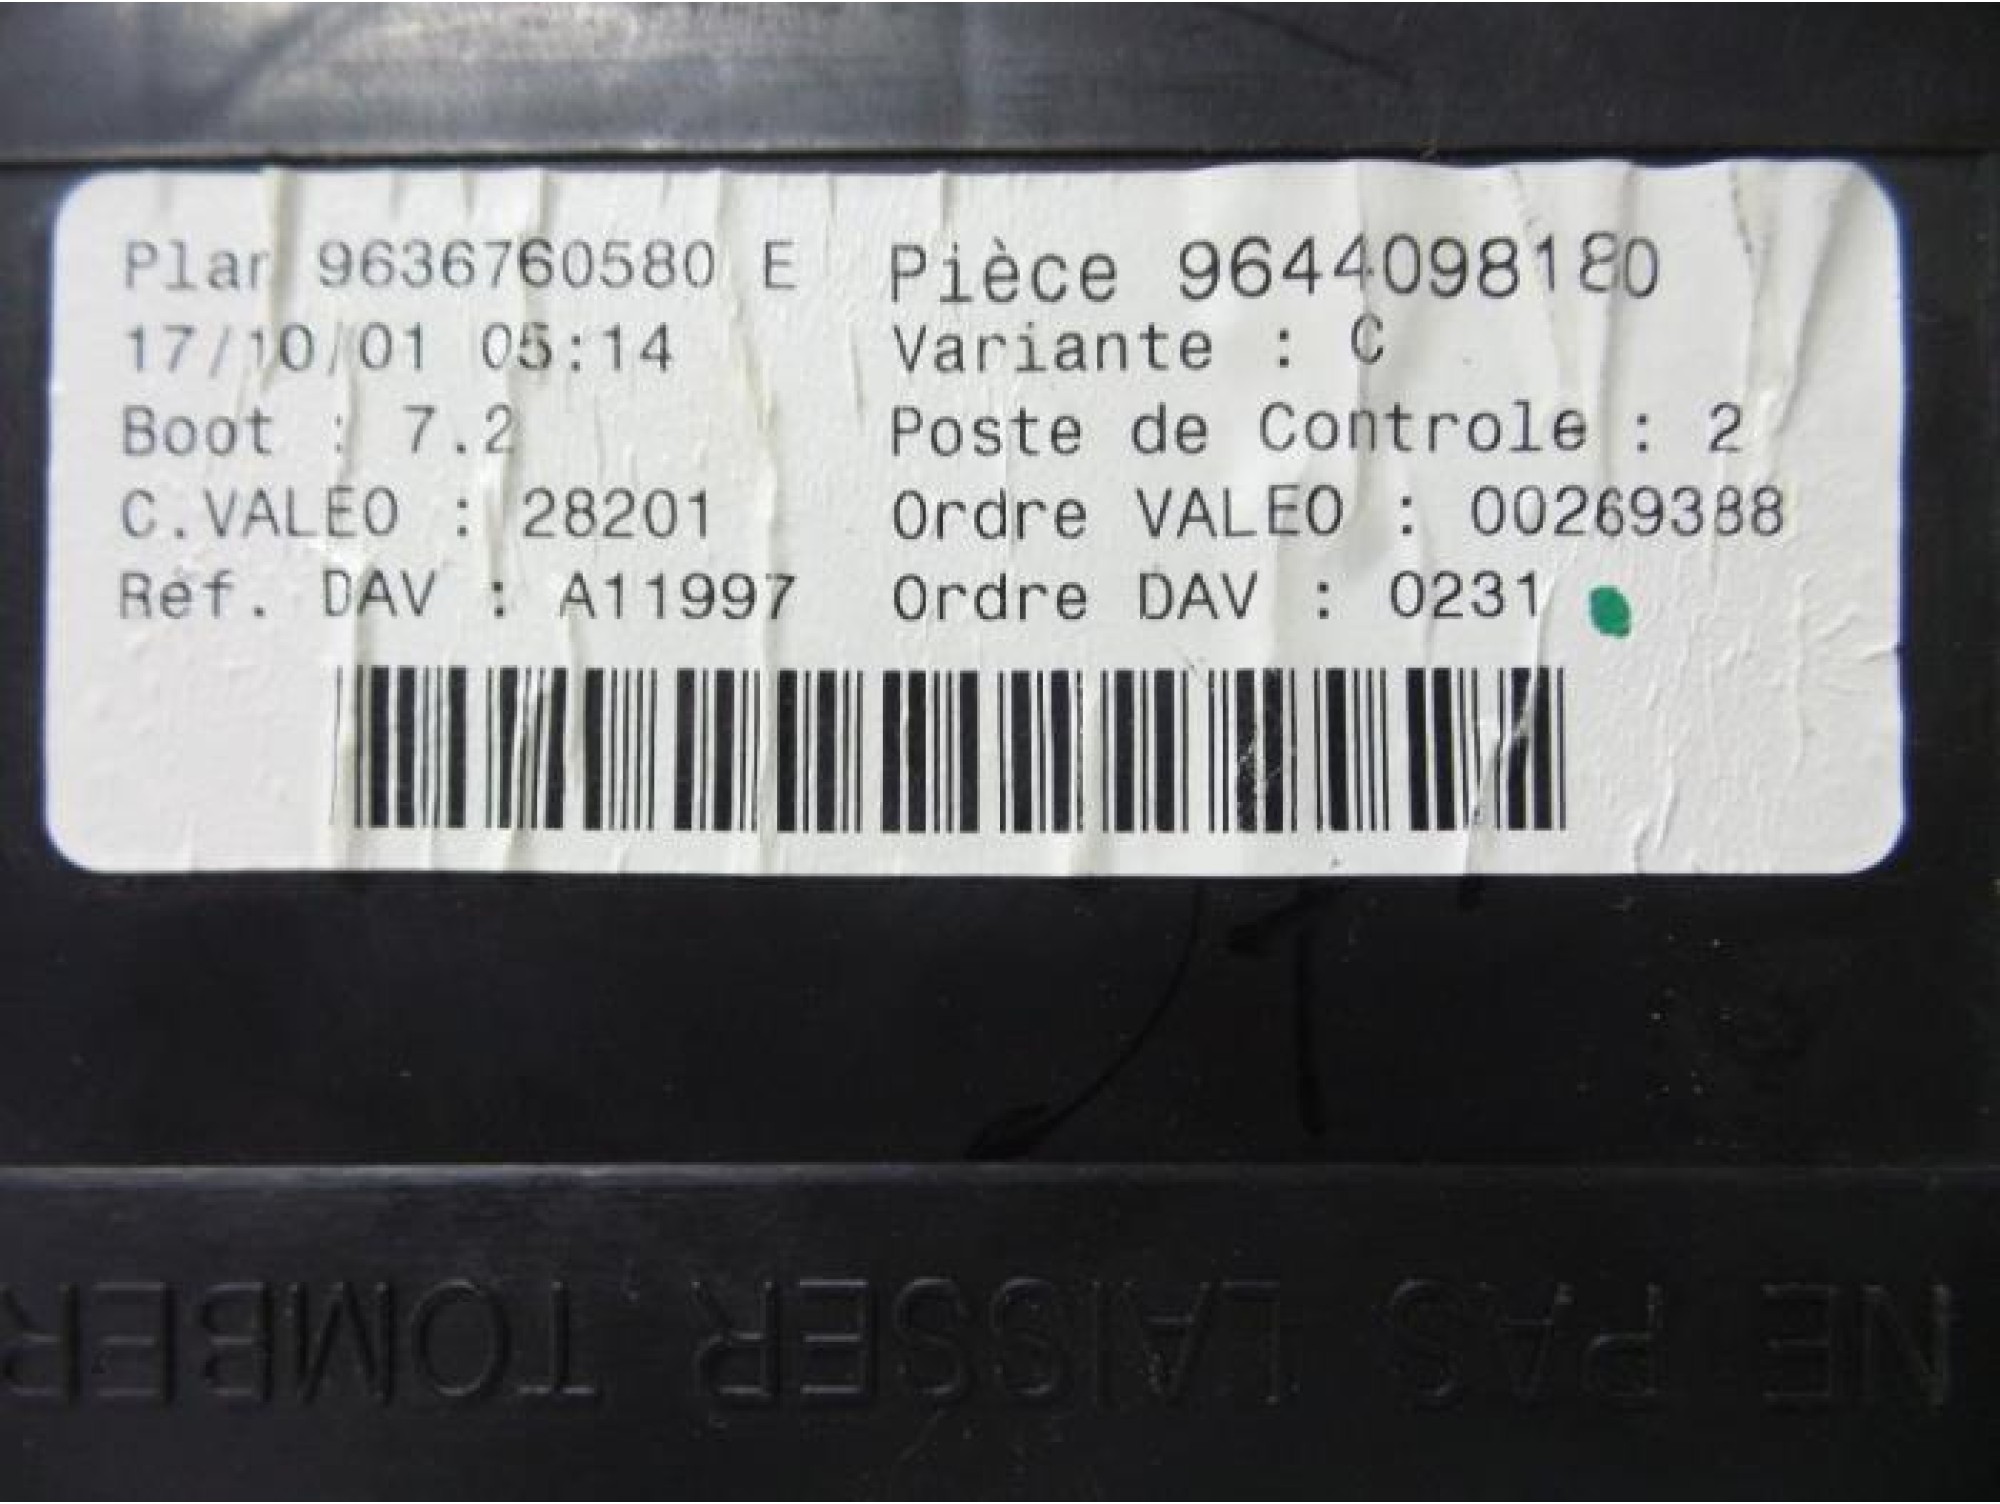 Plan 9636760580 E Pièce 9644098180
17/10/01 05:14 Variante : C
Boot : 7.2 Poste de Controle : 2
C.VALEO : 28201 Ordre VALEO : 00269388
Réf. DAV : A11997 Ordre DAV : 0231
NE PAS LAISSER TOMBER